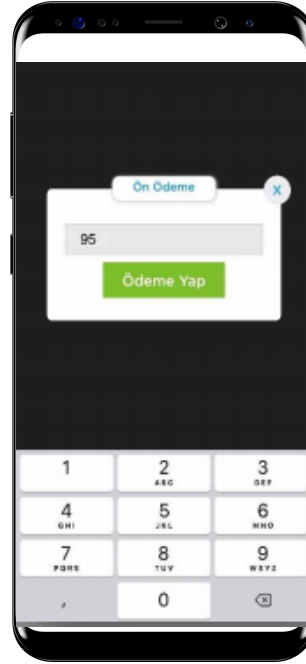 Ön Ödeme
X
95
Ödeme Yap
1 2 3
ABC DEF
4 5 6
GHI JKL MNO
7 8 9
PQRS TUV WXYZ
, 0